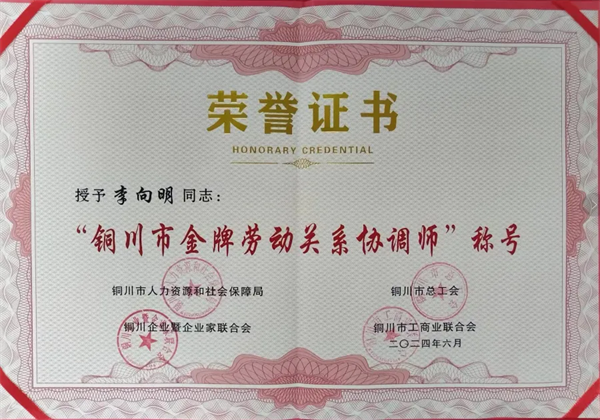 荣誉证书
HONORARY CREDENTIAL
授予 李向明 同志：
“铜川市金牌劳动关系协调师”称号
铜川市人力资源和社会保障局 铜川市总工会
铜川企业暨企业家联合会 铜川市工商业联合会
二〇二四年六月